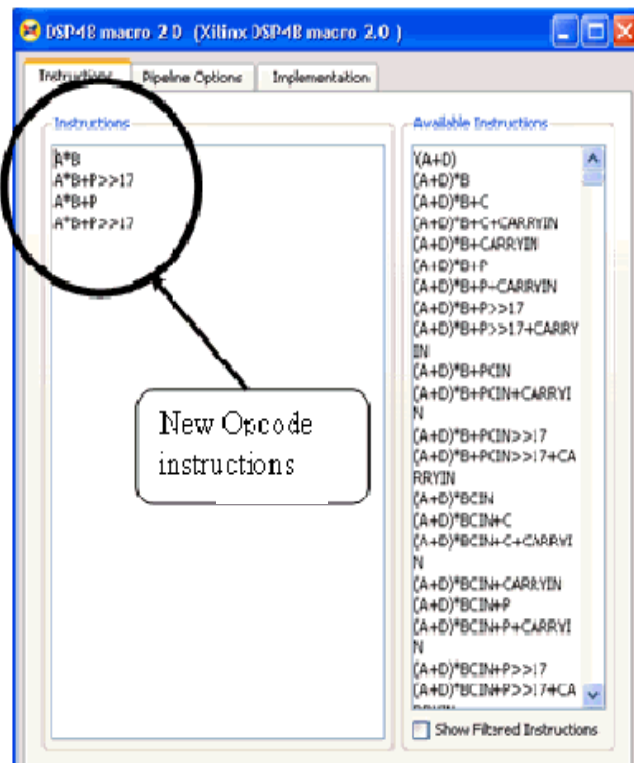 DSP48 macro 2.0 (Xilinx DSP48 macro 2.0 )
Instructions Pipeline Options Implementation
Instructions
A*B
A*B+P>>17
A*B+P
A*B+P>>17
New Opcode
instructions
Available Instructions
(A+D)
(A+D)*B
(A+D)*B+C
(A+D)*B+C+CARRYIN
(A+D)*B+CARRYIN
(A+D)*B+P
(A+D)*B+P+CARRYIN
(A+D)*B+P>>17
(A+D)*B+P>>17+CARRY
IN
(A+D)*B+PCIN
(A+D)*B+PCIN+CARRYI
N
(A+D)*B+PCIN>>17
(A+D)*B+PCIN>>17+CA
RRYIN
(A+D)*BCIN
(A+D)*BCIN+C
(A+D)*BCIN+C+CARRYI
N
(A+D)*BCIN+CARRYIN
(A+D)*BCIN+P
(A+D)*BCIN+P+CARRYI
N
(A+D)*BCIN+P>>17
(A+D)*BCIN+P>>17+CA
Show Filtered Instructions